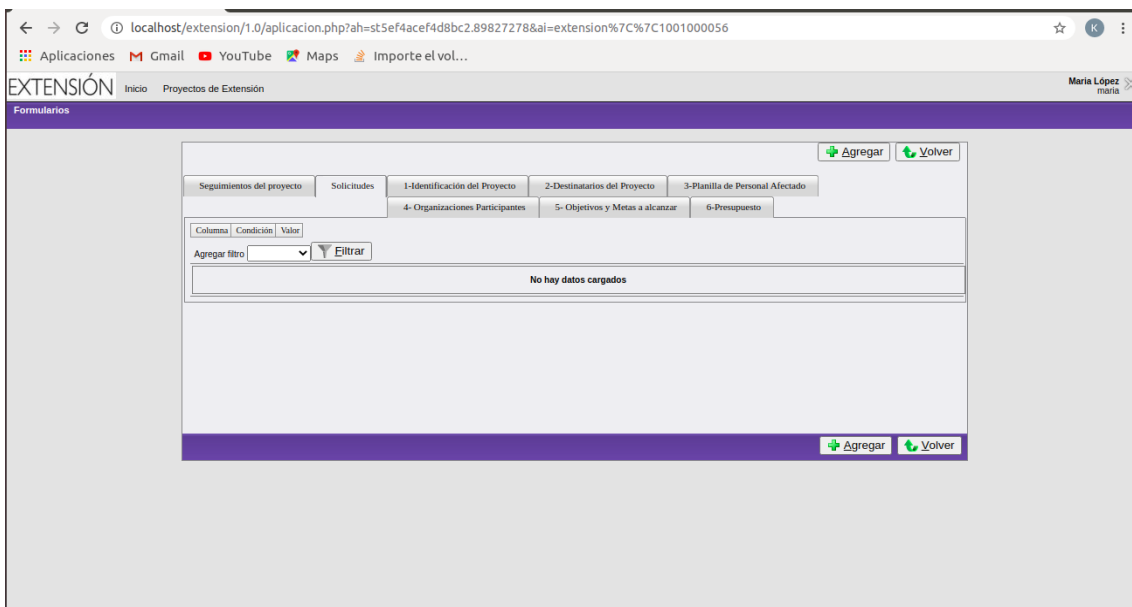 localhost/extension/1.0/aplicacion.php?ah=st5ef4acef4d8bc2.89827278&ai=extension%7C%7C1001000056
K
Aplicaciones Gmail YouTube Maps Importe el vol...
EXTENSIÓN Inicio Proyectos de Extensión
Maria López
maria
Formularios
Agregar Volver
Seguimientos del proyecto Solicitudes 1-Identificación del Proyecto 2-Destinatarios del Proyecto 3-Planilla de Personal Afectado
4- Organizaciones Participantes 5- Objetivos y Metas a alcanzar 6-Presupuesto
Columna Condición Valor
Agregar filtro Filtrar
No hay datos cargados
Agregar Volver